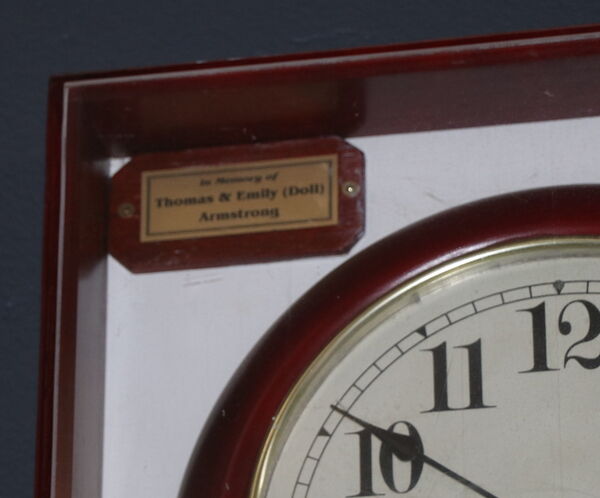 In Memory of
Thomas & Emily (Doll)
Armstrong
12
11
10